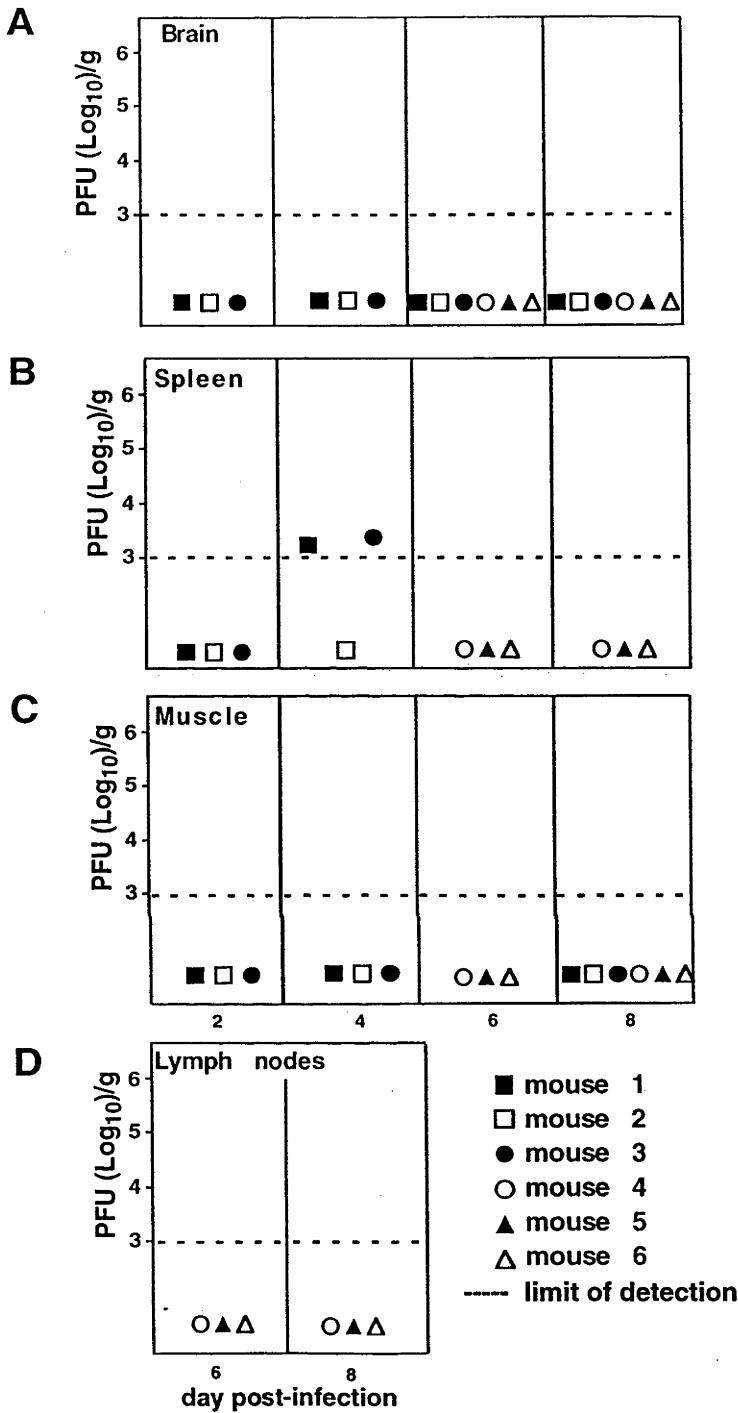 A
Brain
PFU (Log10)/g
6
5
4
3
B
Spleen
PFU (Log10)/g
6
5
4
3
C
Muscle
PFU (Log10)/g
6
5
4
3
2 4 6 8
D
Lymph nodes
PFU (Log10)/g
6
5
4
3
6 8
day post-infection
mouse 1
mouse 2
mouse 3
mouse 4
mouse 5
mouse 6
limit of detection